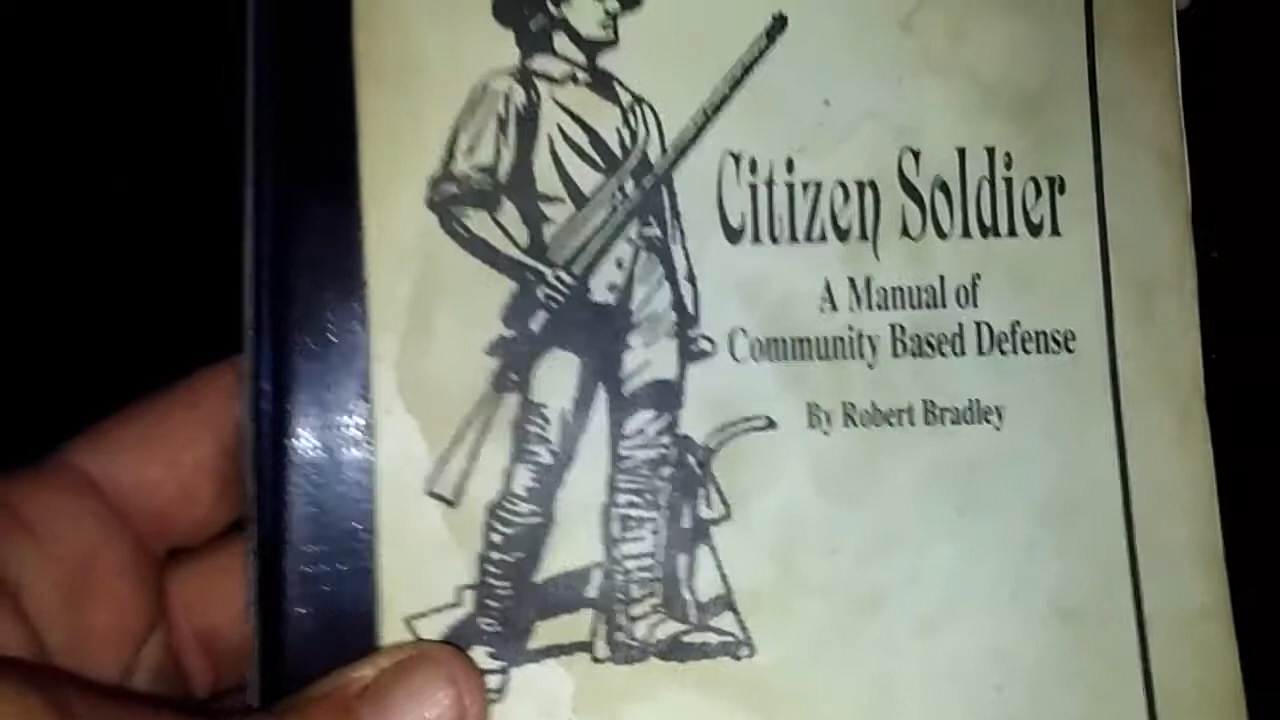 Citizen Soldier
A Manual of
Community Based Defense
By Robert Bradley